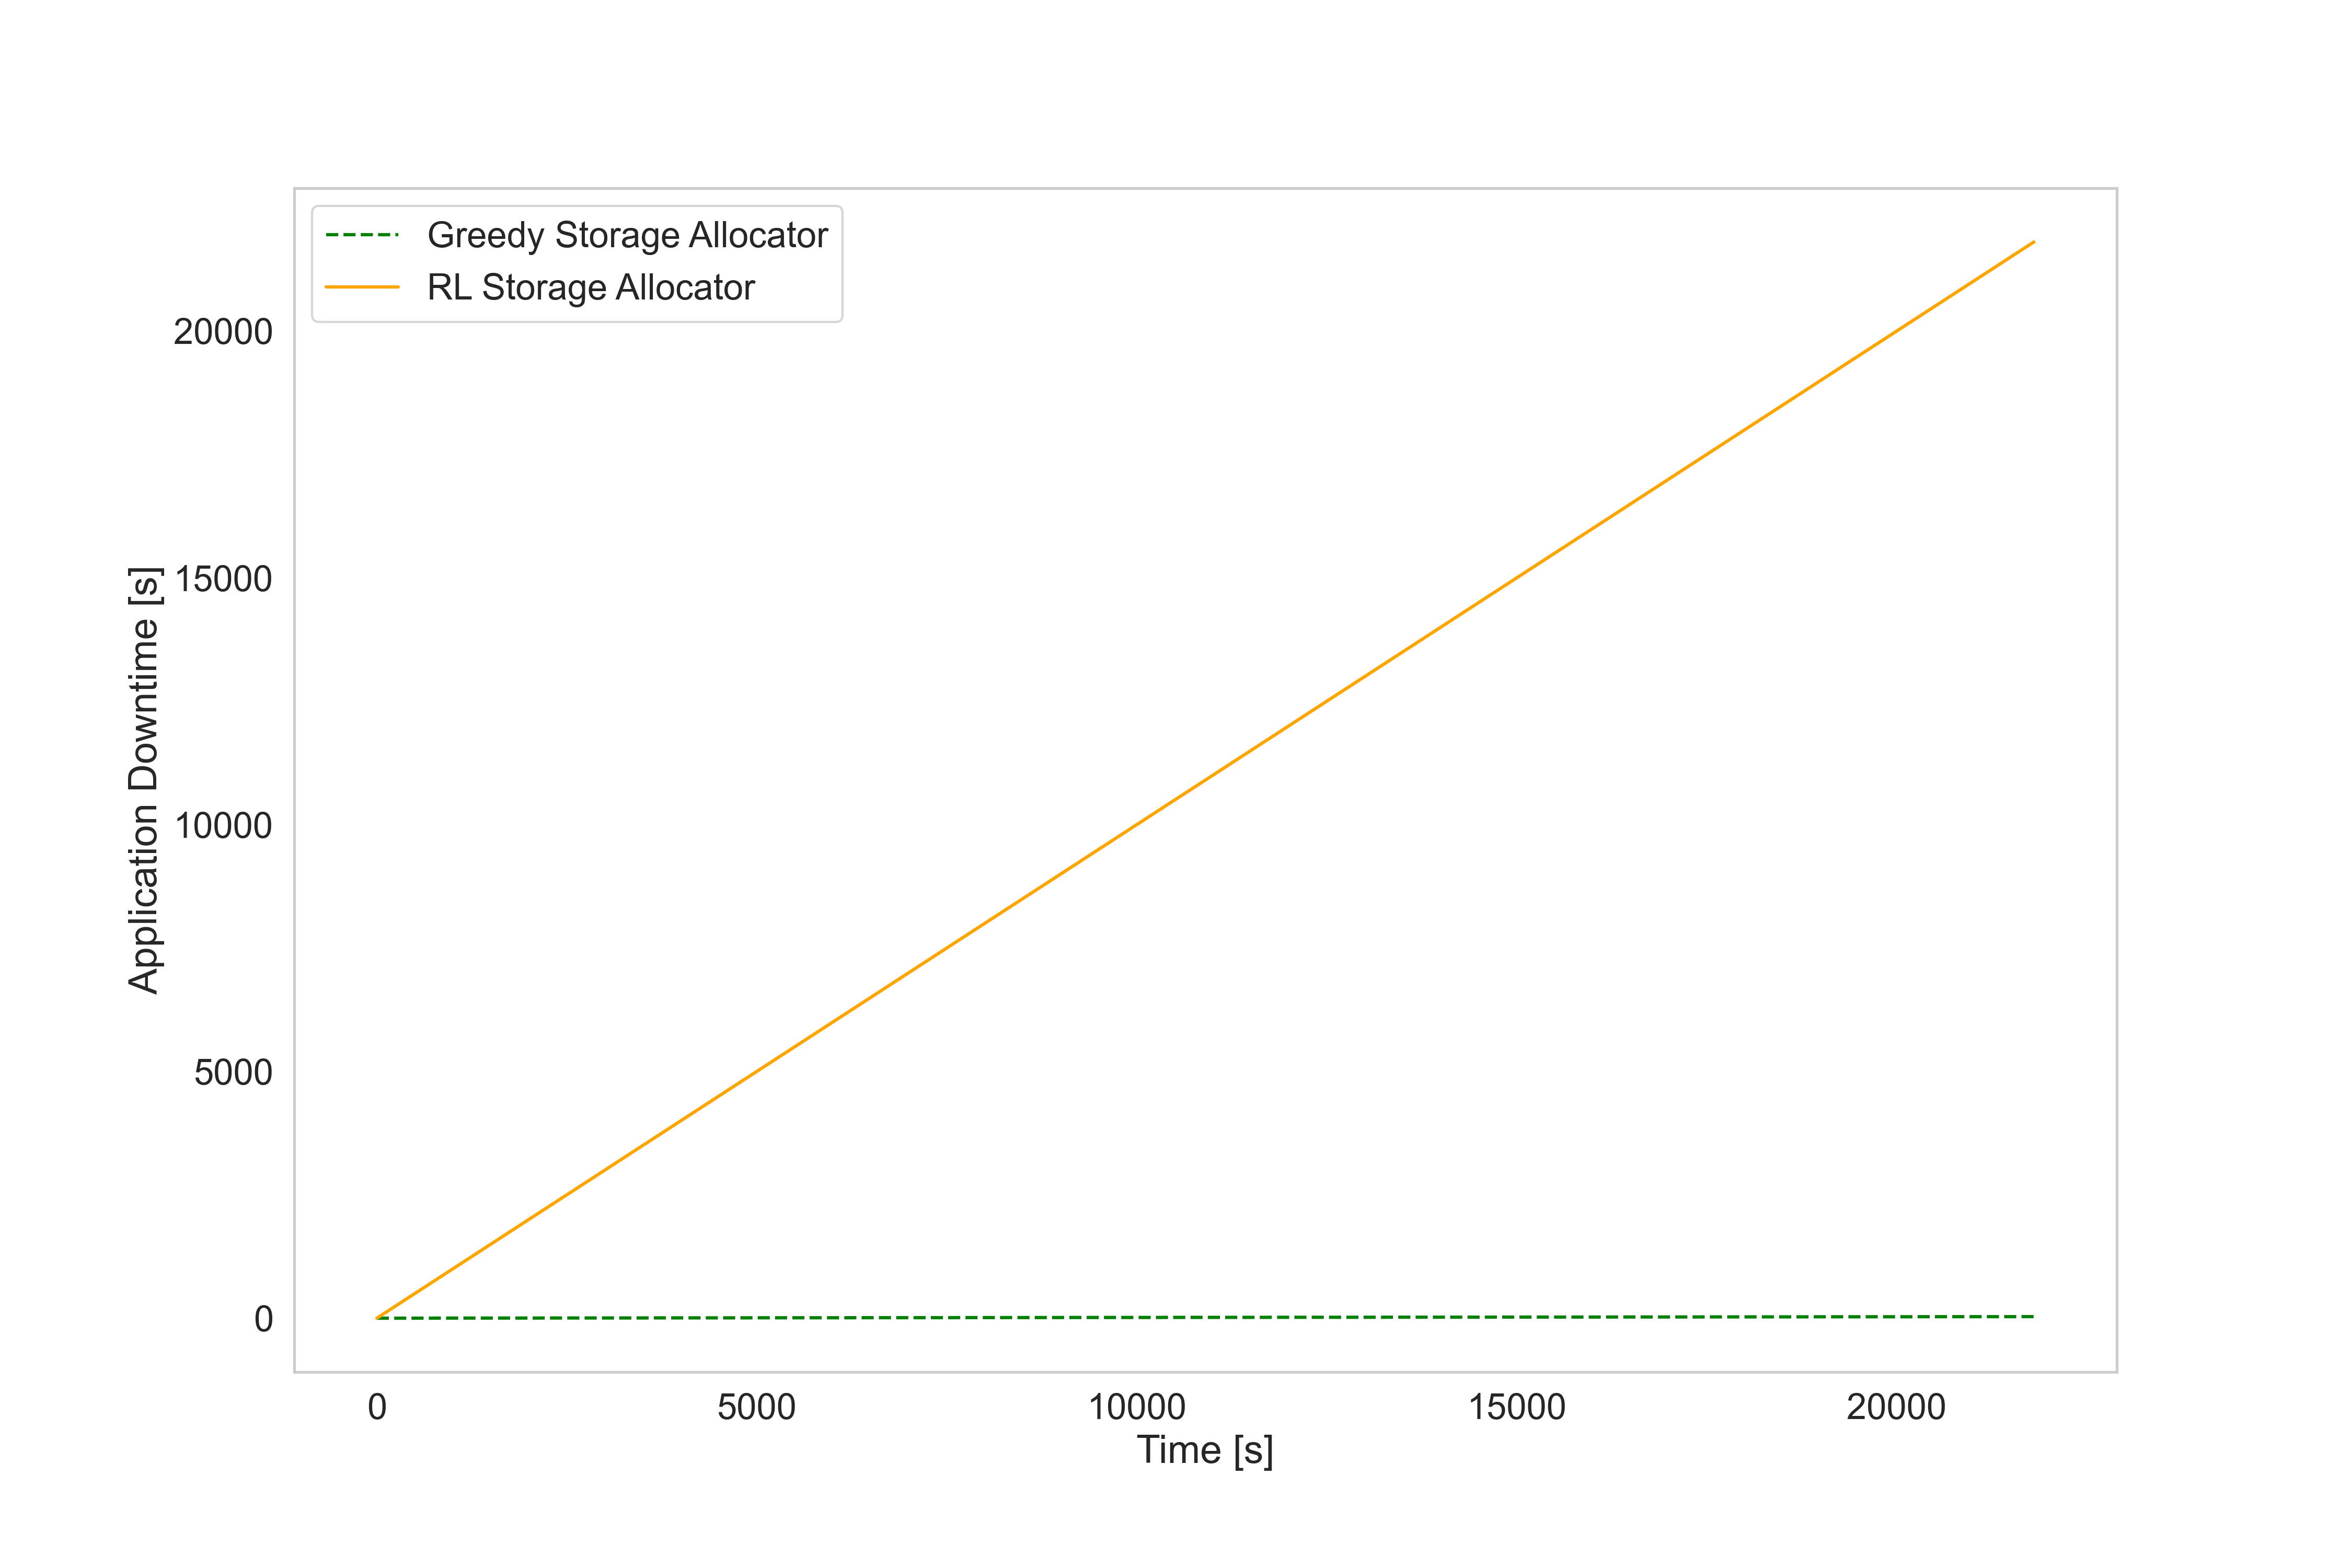 Greedy Storage Allocator
RL Storage Allocator
20000
15000
10000
5000
0
Application Downtime [s]
0 5000 10000 15000 20000
Time [s]